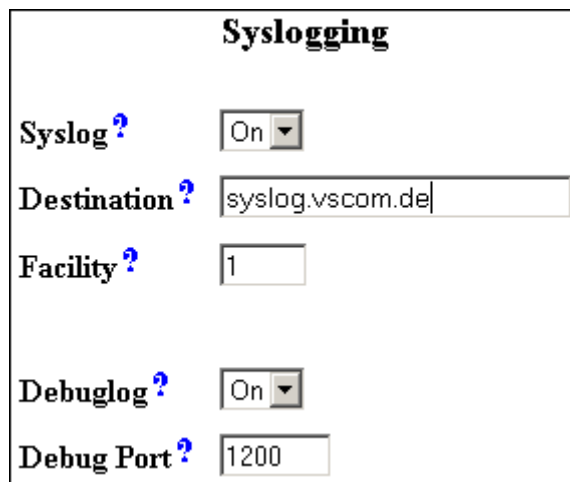 Syslogging
Syslog? On
Destination? syslog.vscom.de
Facility? 1
Debuglog? On
Debug Port? 1200